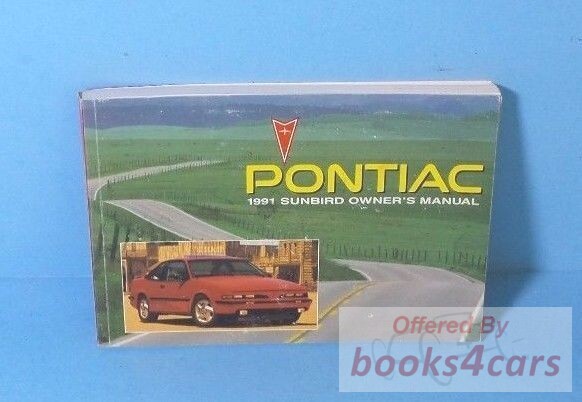 PONTIAC
1991 SUNBIRD OWNER'S MANUAL
Offered By
books4cars